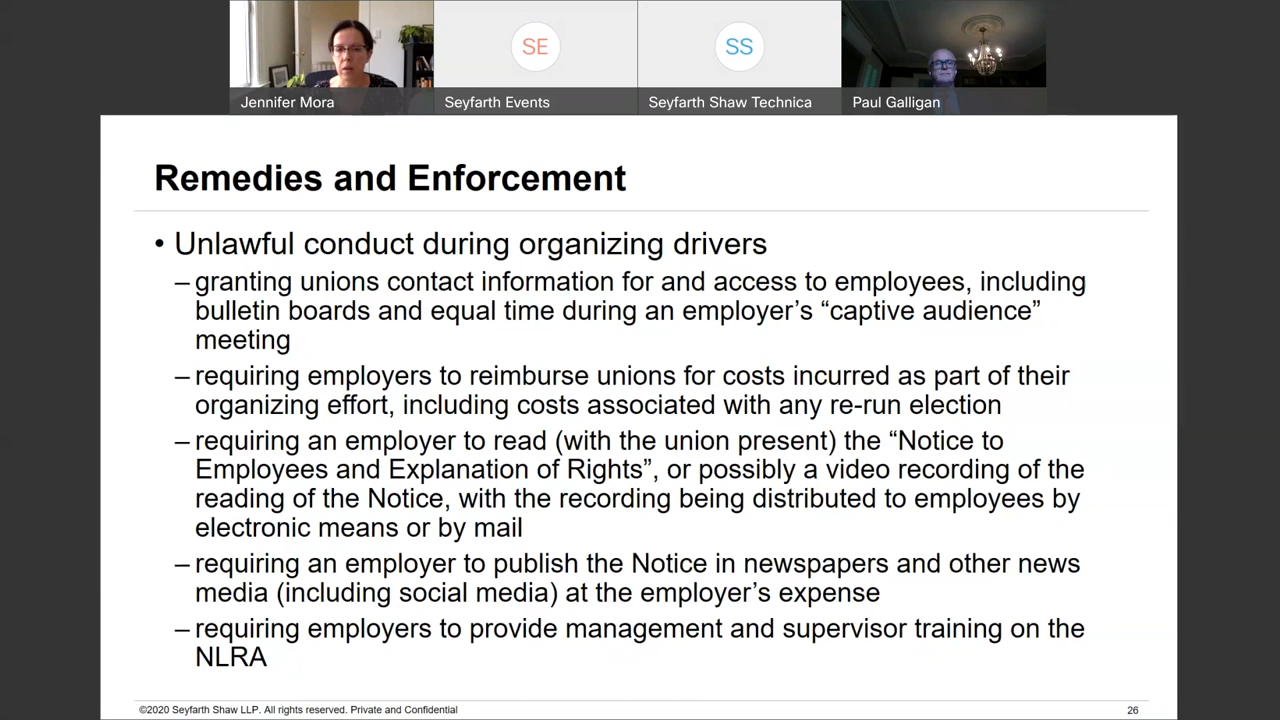 SE
SS
Jennifer Mora
Seyfarth Events
Seyfarth Shaw Technica
Paul Galligan
Remedies and Enforcement
• Unlawful conduct during organizing drivers
– granting unions contact information for and access to employees, including
bulletin boards and equal time during an employer’s “captive audience”
meeting
– requiring employers to reimburse unions for costs incurred as part of their
organizing effort, including costs associated with any re-run election
– requiring an employer to read (with the union present) the “Notice to
Employees and Explanation of Rights”, or possibly a video recording of the
reading of the Notice, with the recording being distributed to employees by
electronic means or by mail
– requiring an employer to publish the Notice in newspapers and other news
media (including social media) at the employer’s expense
– requiring employers to provide management and supervisor training on the
NLRA
©2020 Seyfarth Shaw LLP. All rights reserved. Private and Confidential
26